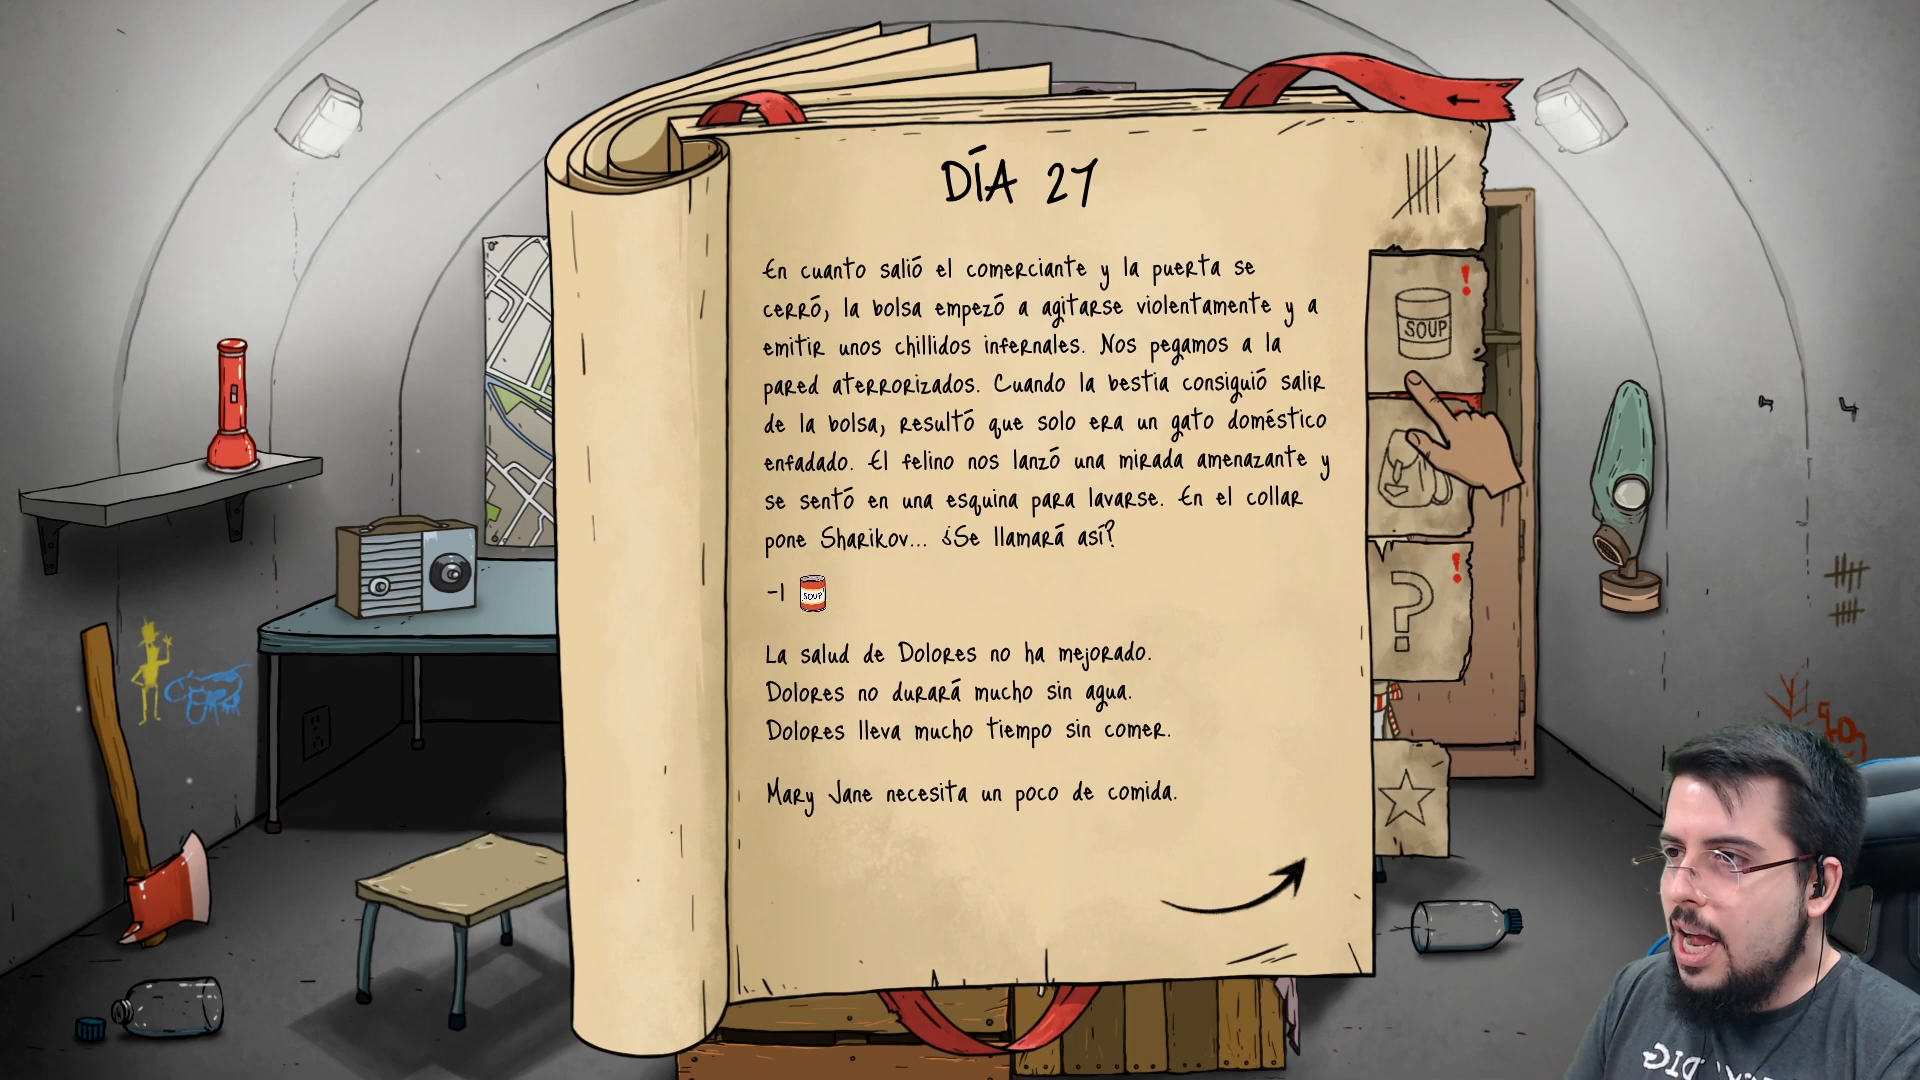 DÍA 27
En cuanto salió el comerciante y la puerta se
cerró, la bolsa empezó a agitarse violentamente y a
emitir unos chillidos infernales. Nos pegamos a la
pared aterrorizados. Cuando la bestia consiguió salir
de la bolsa, resultó que solo era un gato doméstico
enfadado. El felino nos lanzó una mirada amenazante y
se sentó en una esquina para lavarse. En el collar
pone Sharikov... ¿Se llamará así?
-1 SOUP
La salud de Dolores no ha mejorado.
Dolores no durará mucho sin agua.
Dolores lleva mucho tiempo sin comer.
Mary Jane necesita un poco de comida.
!
SOUP
!
?